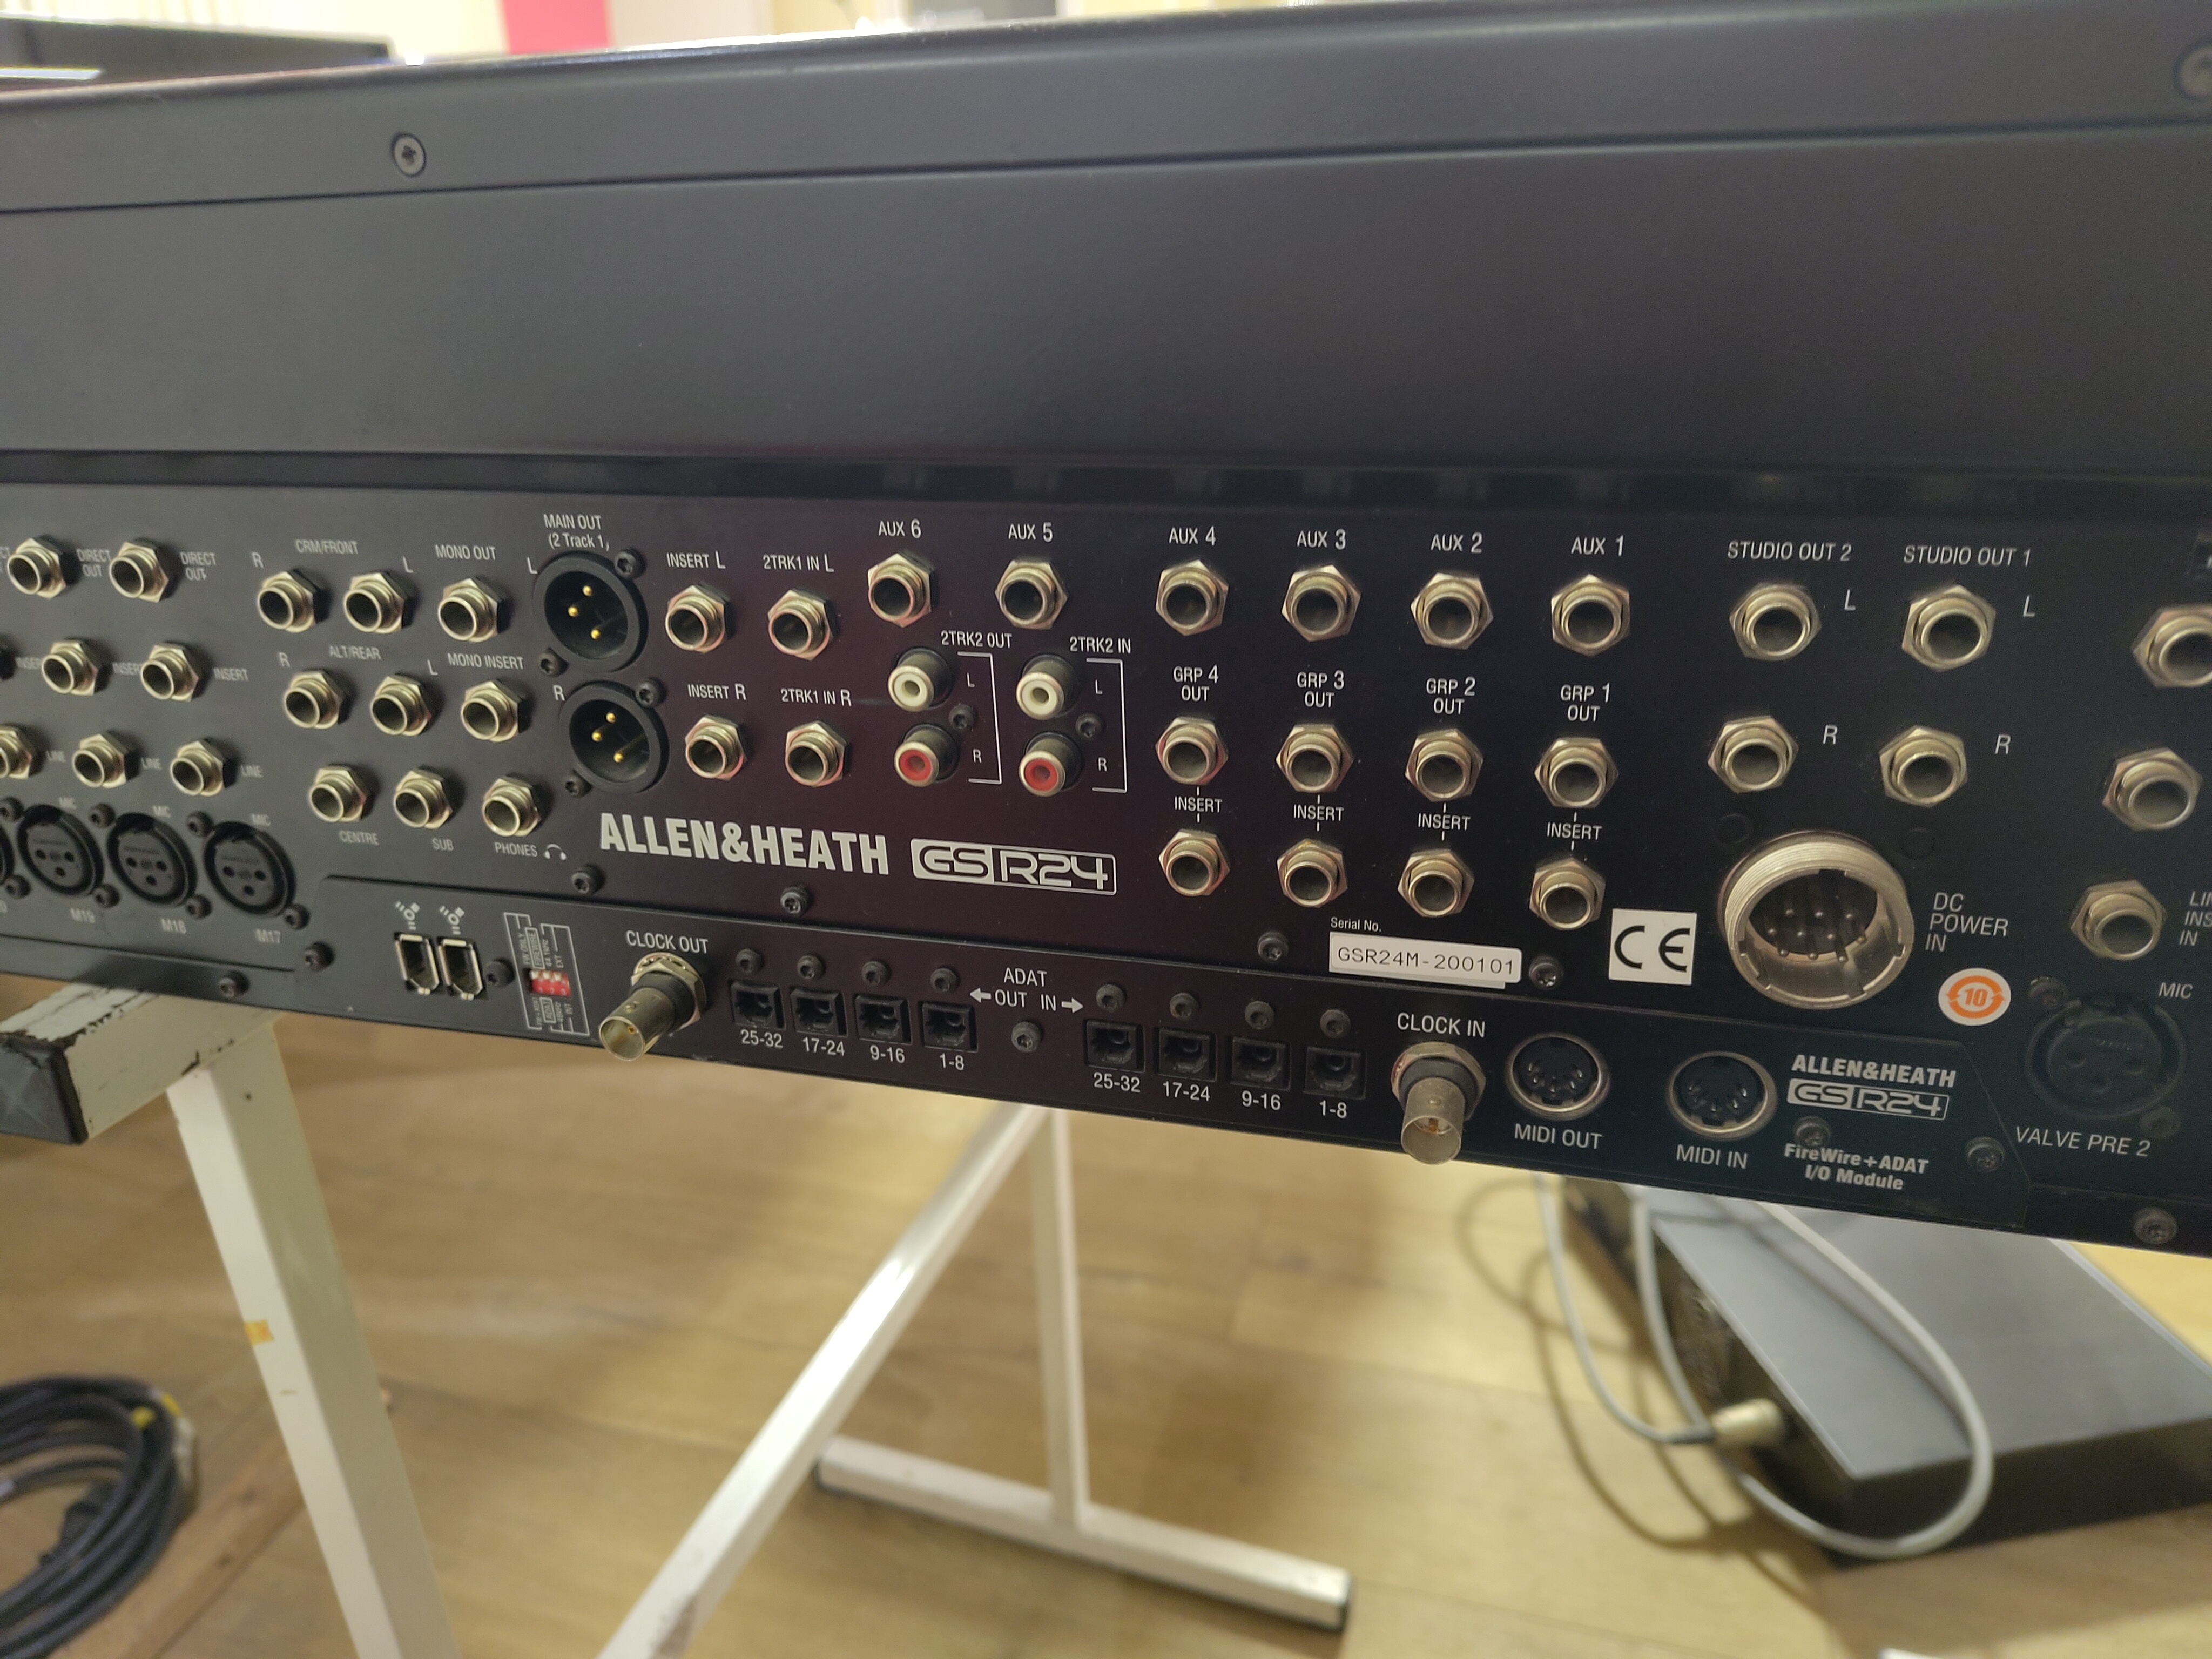 DIRECT OUT
DIRECT OUT
R
CRM/FRONT
L
MONO OUT
MAIN OUT
(2 Track 1)
L
INSERT L
2TRK1 IN L
AUX 6
AUX 5
AUX 4
AUX 3
AUX 2
AUX 1
STUDIO OUT 2
L
STUDIO OUT 1
L
INSERT
INSERT
R
ALT/REAR
L
MONO INSERT
R
INSERT R
2TRK1 IN R
2TRK2 OUT
L
R
2TRK2 IN
L
R
GRP 4
OUT
GRP 3
OUT
GRP 2
OUT
GRP 1
OUT
R
R
LINE
LINE
LINE
CENTRE
SUB
PHONES
INSERT
INSERT
INSERT
INSERT
MIC
MIC
MIC
M19
M18
M17
ALLEN&HEATH GSR24
DC
POWER
IN
Serial No.
GSR24M-200101
CE
10
MIC
VALVE PRE 2
CLOCK OUT
25-32
17-24
9-16
1-8
ADAT
OUT IN
25-32
17-24
9-16
1-8
CLOCK IN
MIDI OUT
MIDI IN
ALLEN&HEATH
GSR24
FireWire+ADAT
I/O Module